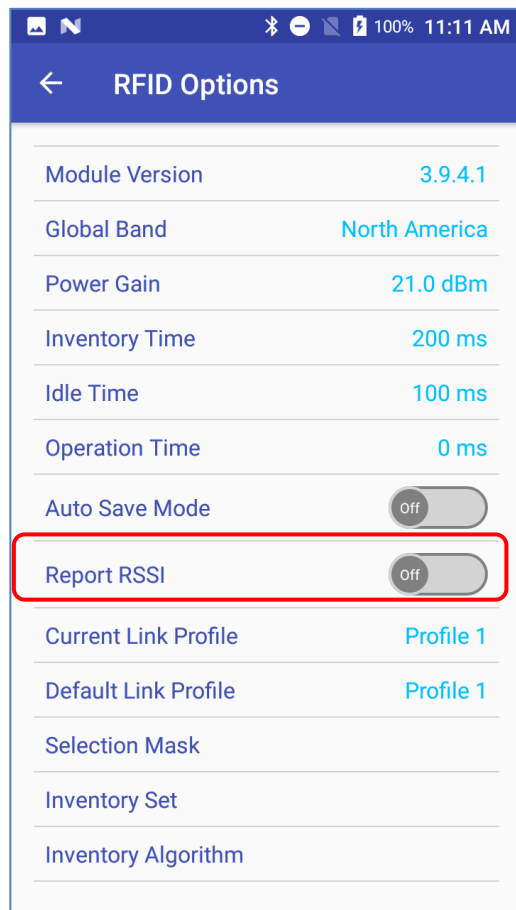 100% 11:11 AM
RFID Options
Module Version 3.9.4.1
Global Band North America
Power Gain 21.0 dBm
Inventory Time 200 ms
Idle Time 100 ms
Operation Time 0 ms
Auto Save Mode Off
Report RSSI Off
Current Link Profile Profile 1
Default Link Profile Profile 1
Selection Mask
Inventory Set
Inventory Algorithm